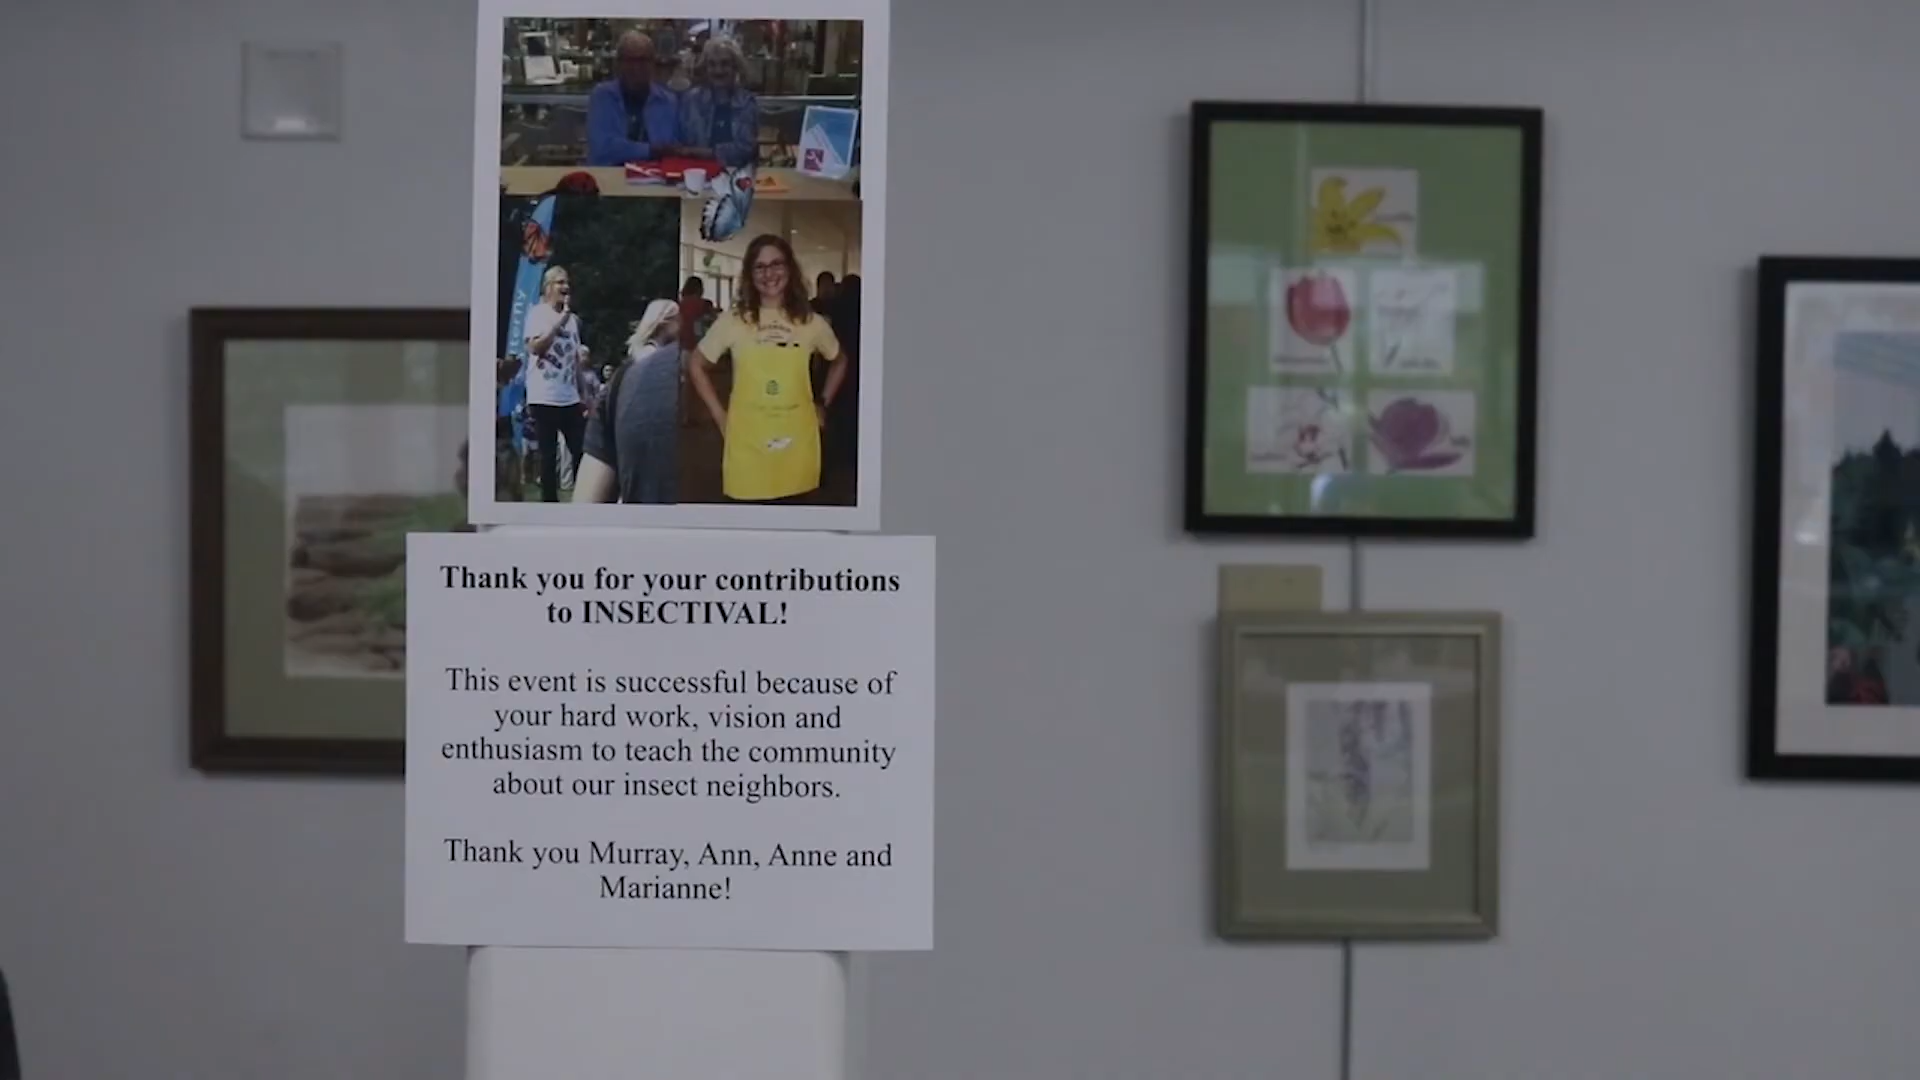 Thank you for your contributions
to INSECTIVAL!
This event is successful because of
your hard work, vision and
enthusiasm to teach the community
about our insect neighbors.
Thank you Murray, Ann, Anne and
Marianne!